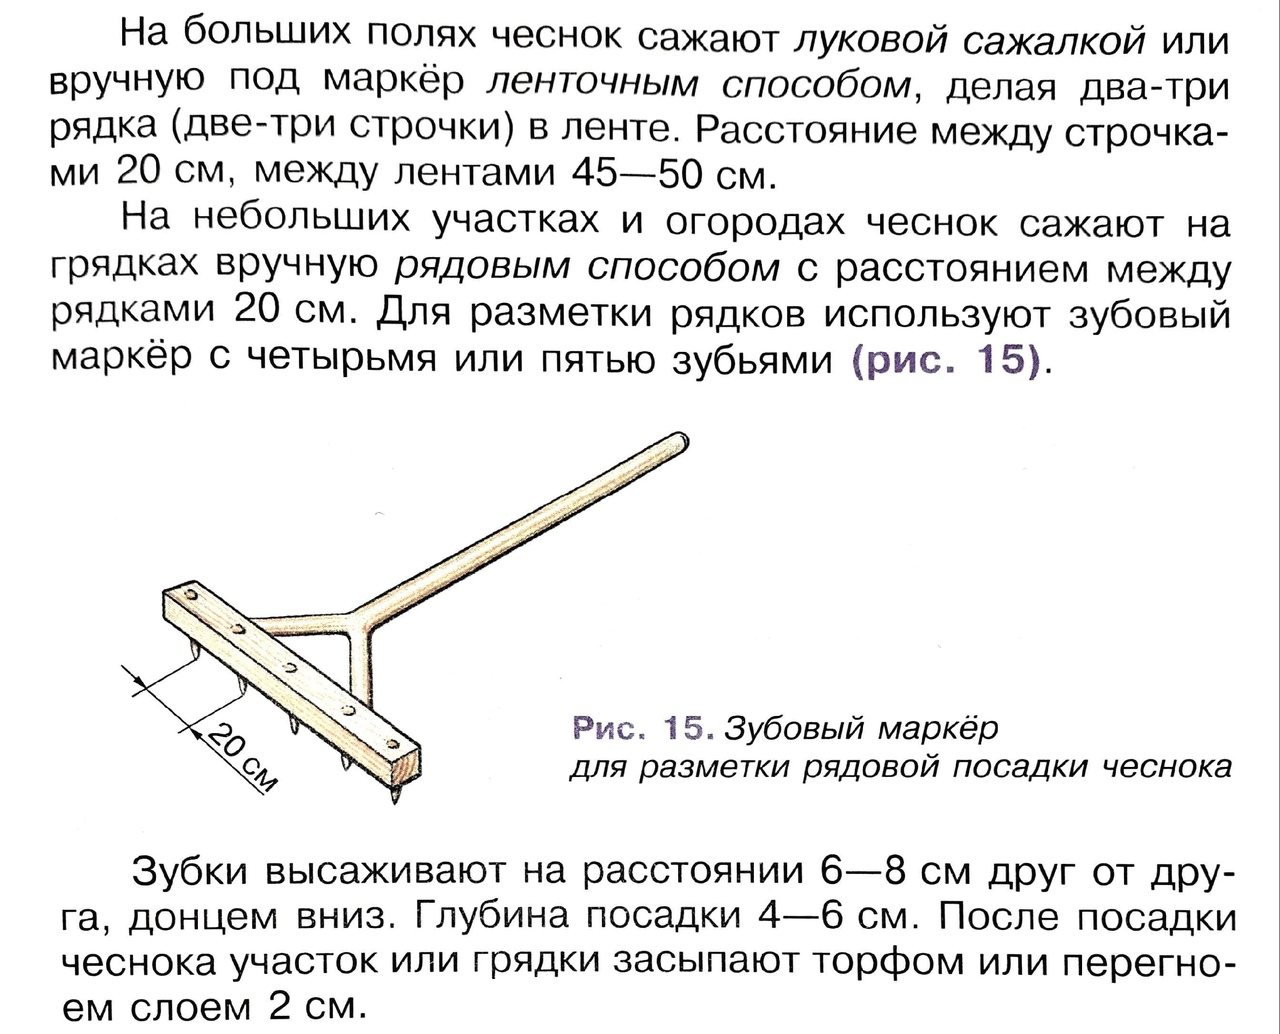 На больших полях чеснок сажают луковой сажалкой или
вручную под маркёр ленточным способом, делая два-три
рядка (две-три строчки) в ленте. Расстояние между строчка-
ми 20 см, между лентами 45—50 см.
На небольших участках и огородах чеснок сажают на
грядках вручную рядовым способом с расстоянием между
рядками 20 см. Для разметки рядков используют зубовый
маркёр с четырьмя или пятью зубьями (рис. 15).
20 см
Рис. 15. Зубовый маркёр
для разметки рядовой посадки чеснока
Зубки высаживают на расстоянии 6—8 см друг от дру-
га, донцем вниз. Глубина посадки 4—6 см. После посадки
чеснока участок или грядки засыпают торфом или перегно-
ем слоем 2 см.